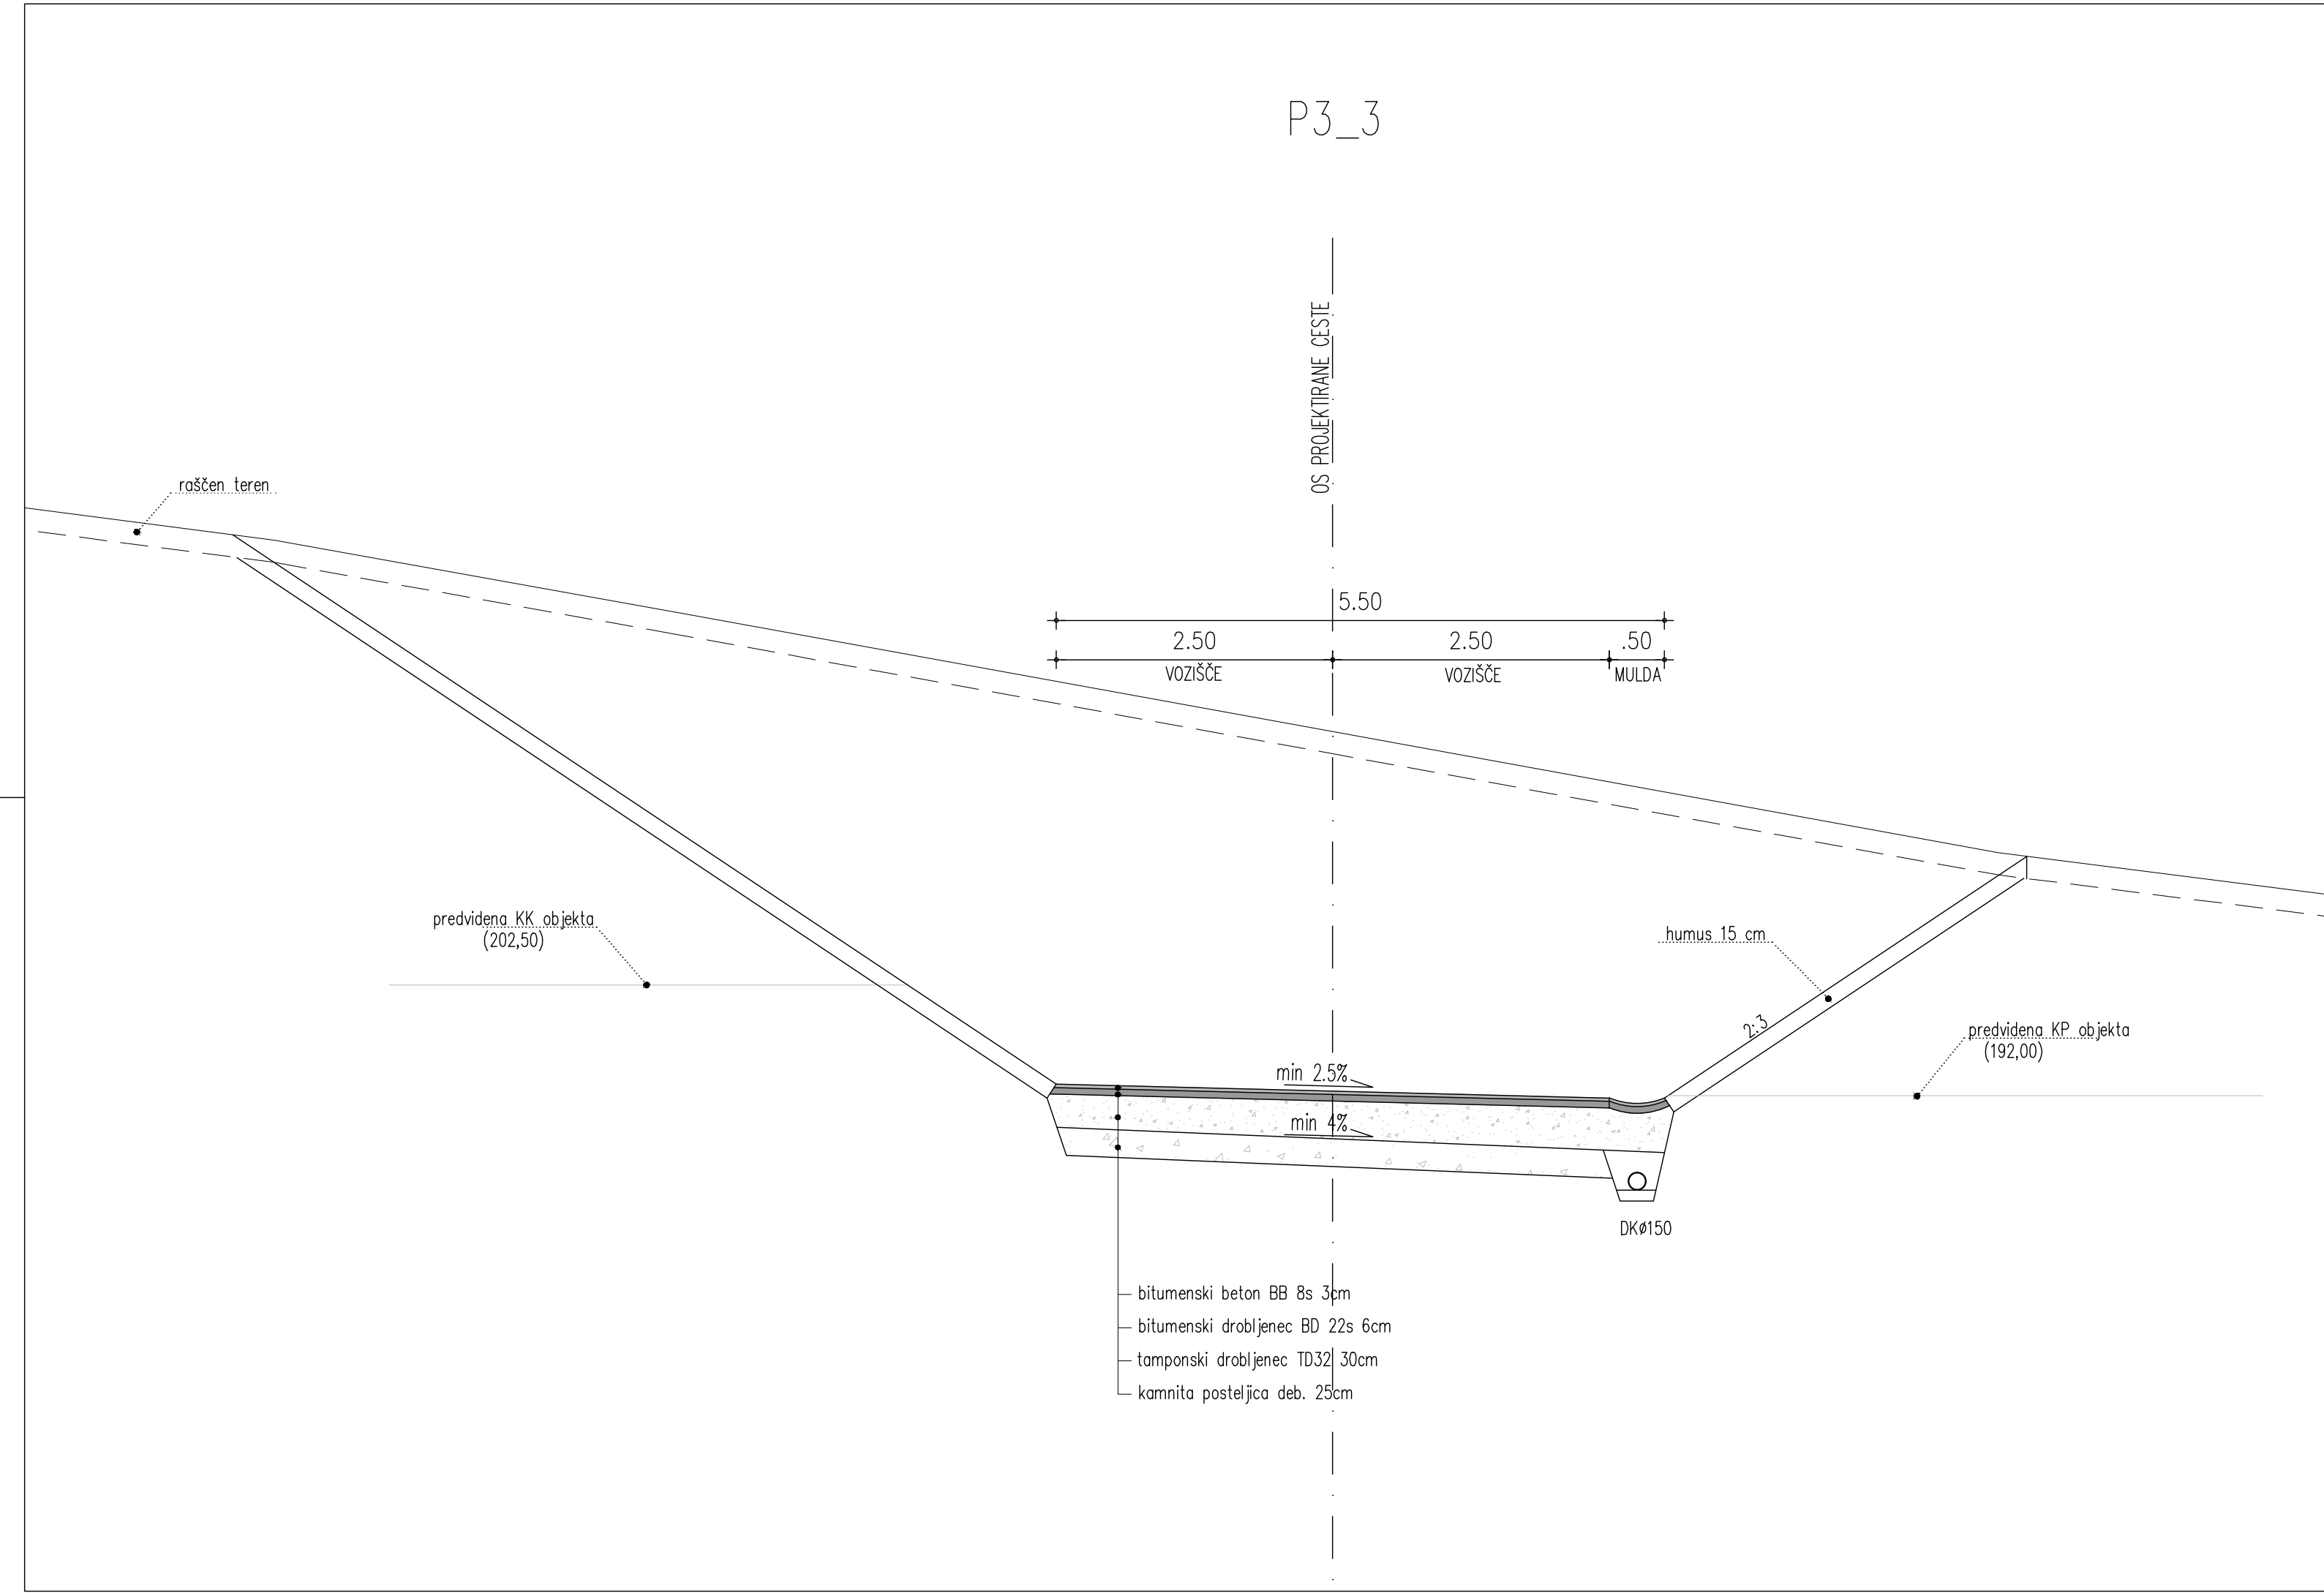 P3_3
OS PROJEKTIRANE CESTE
raščen teren
5.50
2.50 2.50 .50
VOZIŠČE VOZIŠČE MULDA
predvidena KK objekta
(202,50)
humus 15 cm
2:3
predvidena KP objekta
(192,00)
min 2.5%
min 4%
DKø150
bitumenski beton BB 8s 3cm
bitumenski drobljenec BD 22s 6cm
tamponski drobljenec TD32 30cm
kamnita posteljica deb. 25cm